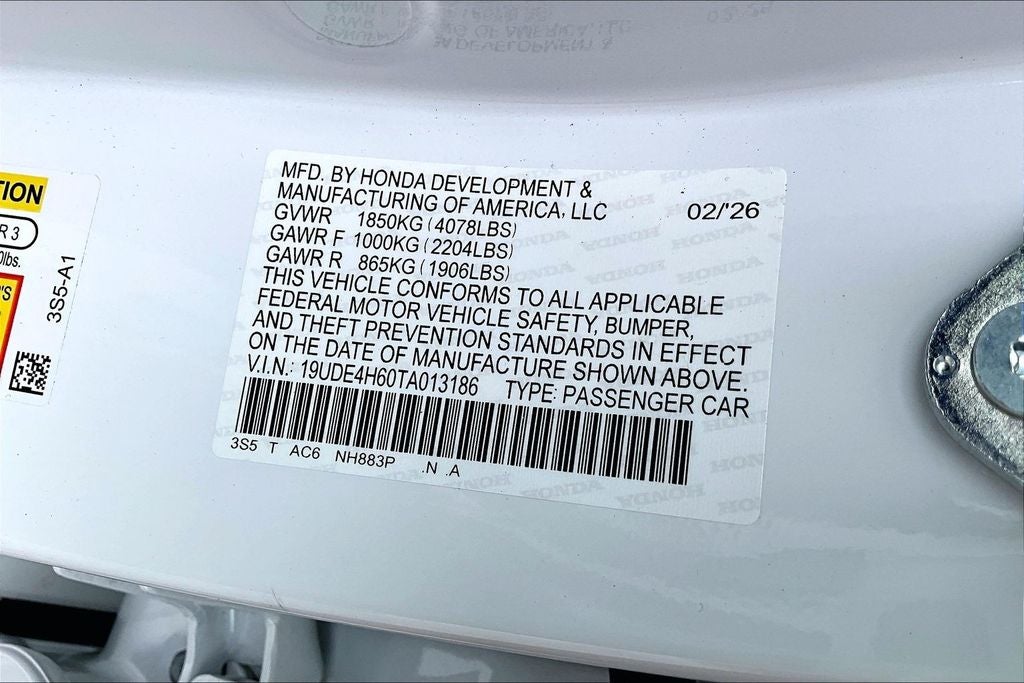 MFD. BY HONDA DEVELOPMENT &
MANUFACTURING OF AMERICA, LLC 02/'26
GVWR 1850KG (4078LBS)
GAWR F 1000KG (2204LBS)
GAWR R 865KG (1906LBS)
THIS VEHICLE CONFORMS TO ALL APPLICABLE
FEDERAL MOTOR VEHICLE SAFETY, BUMPER,
AND THEFT PREVENTION STANDARDS IN EFFECT
ON THE DATE OF MANUFACTURE SHOWN ABOVE.
V.I.N.: 19UDE4H60TA013186 TYPE: PASSENGER CAR
3S5 T AC6 NH883P .N .A
3S5-A1